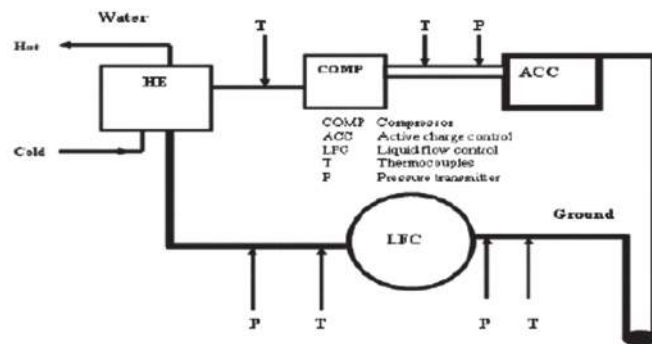 Water
Hot
T
T
P
HE
COMP
ACC
COMP Compressor
ACC Active charge control
LFC Liquid flow control
T Thermocouples
P Pressure transmitter
Cold
Ground
LFC
P
T
P
T